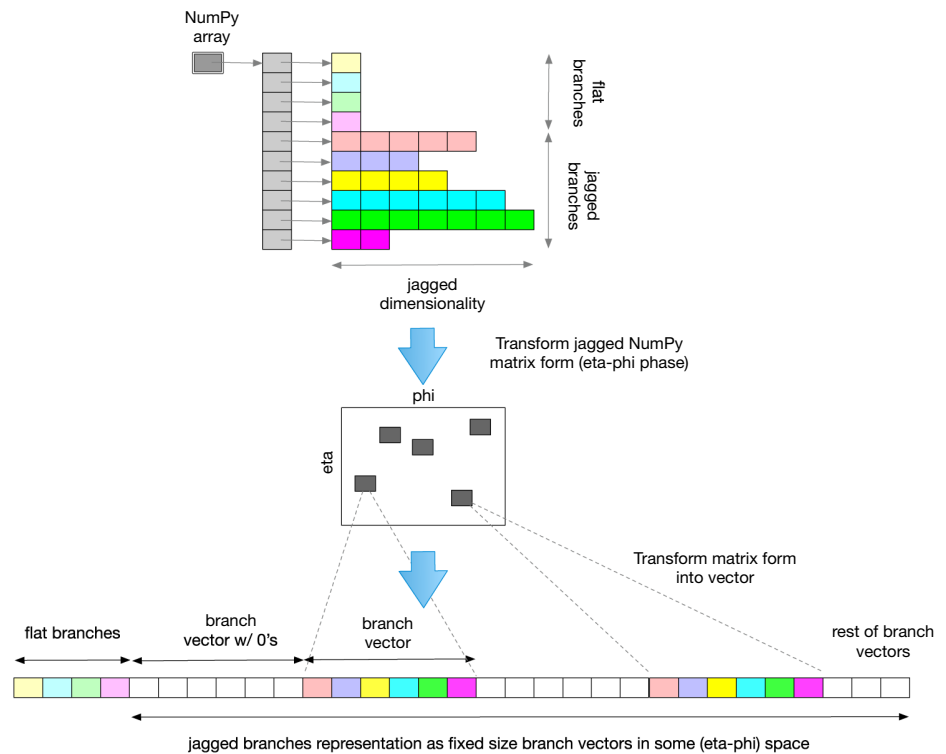 NumPy
array
flat
branches
jagged
branches
jagged
dimensionality
Transform jagged NumPy
matrix form (eta-phi phase)
phi
eta
Transform matrix form
into vector
flat branches
branch
vector w/ 0's
branch
vector
rest of branch
vectors
jagged branches representation as fixed size branch vectors in some (eta-phi) space